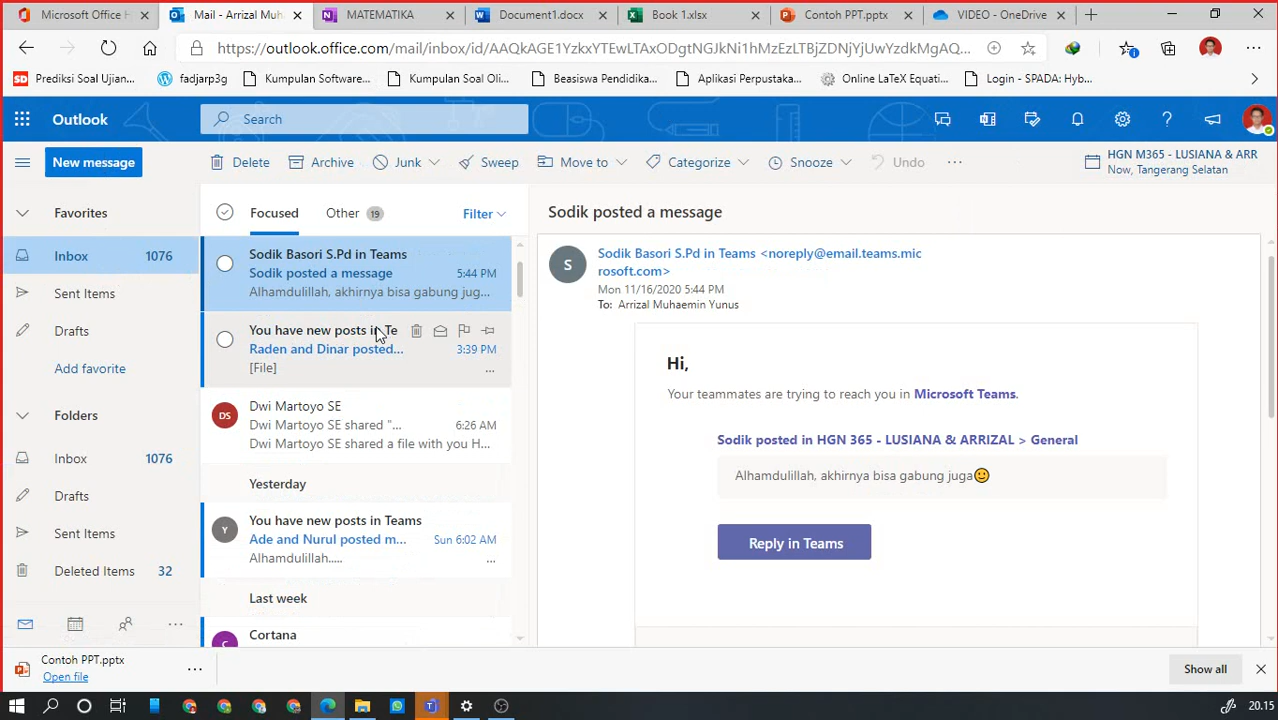 Microsoft Office H
Mail - Arrizal Muh
MATEMATIKA
Document1.docx
Book 1.xlsx
Contoh PPT.pptx
VIDEO - OneDrive
https://outlook.office.com/mail/inbox/id/AAQkAGE1YzkxYTEwLTAxODgtNGJkNi1hMzEzLTBjZDNjYjUwYzdkMgAQ...
SD Prediksi Soal Ujian...
fadjarp3g
Kumpulan Software...
Kumpulan Soal Oli...
Beasiswa Pendidika...
Aplikasi Perpustaka...
Online LaTeX Equati...
Login - SPADA: Hyb...
Outlook
Search
New message
Delete
Archive
Junk
Sweep
Move to
Categorize
Snooze
Undo
HGN M365 - LUSIANA & ARR
Now, Tangerang Selatan
Favorites
Inbox 1076
Sent Items
Drafts
Add favorite
Folders
Inbox 1076
Drafts
Sent Items
Deleted Items 32
Focused
Other 19
Filter
Sodik Basori S.Pd in Teams
Sodik posted a message 5:44 PM
Alhamdulillah, akhirnya bisa gabung jug...
You have new posts in Te
Raden and Dinar posted... 3:39 PM
[File] ...
DS Dwi Martoyo SE
Dwi Martoyo SE shared "... 6:26 AM
Dwi Martoyo SE shared a file with you H...
Yesterday
Y You have new posts in Teams
Ade and Nurul posted m... Sun 6:02 AM
Alhamdulillah..... ...
Last week
C Cortana
Sodik posted a message
S
Sodik Basori S.Pd in Teams <noreply@email.teams.mic
rosoft.com>
Mon 11/16/2020 5:44 PM
To: Arrizal Muhaemin Yunus
Hi,
Your teammates are trying to reach you in Microsoft Teams.
Sodik posted in HGN 365 - LUSIANA & ARRIZAL > General
Alhamdulillah, akhirnya bisa gabung juga🙂
Reply in Teams
Contoh PPT.pptx
Open file
Show all
20.15